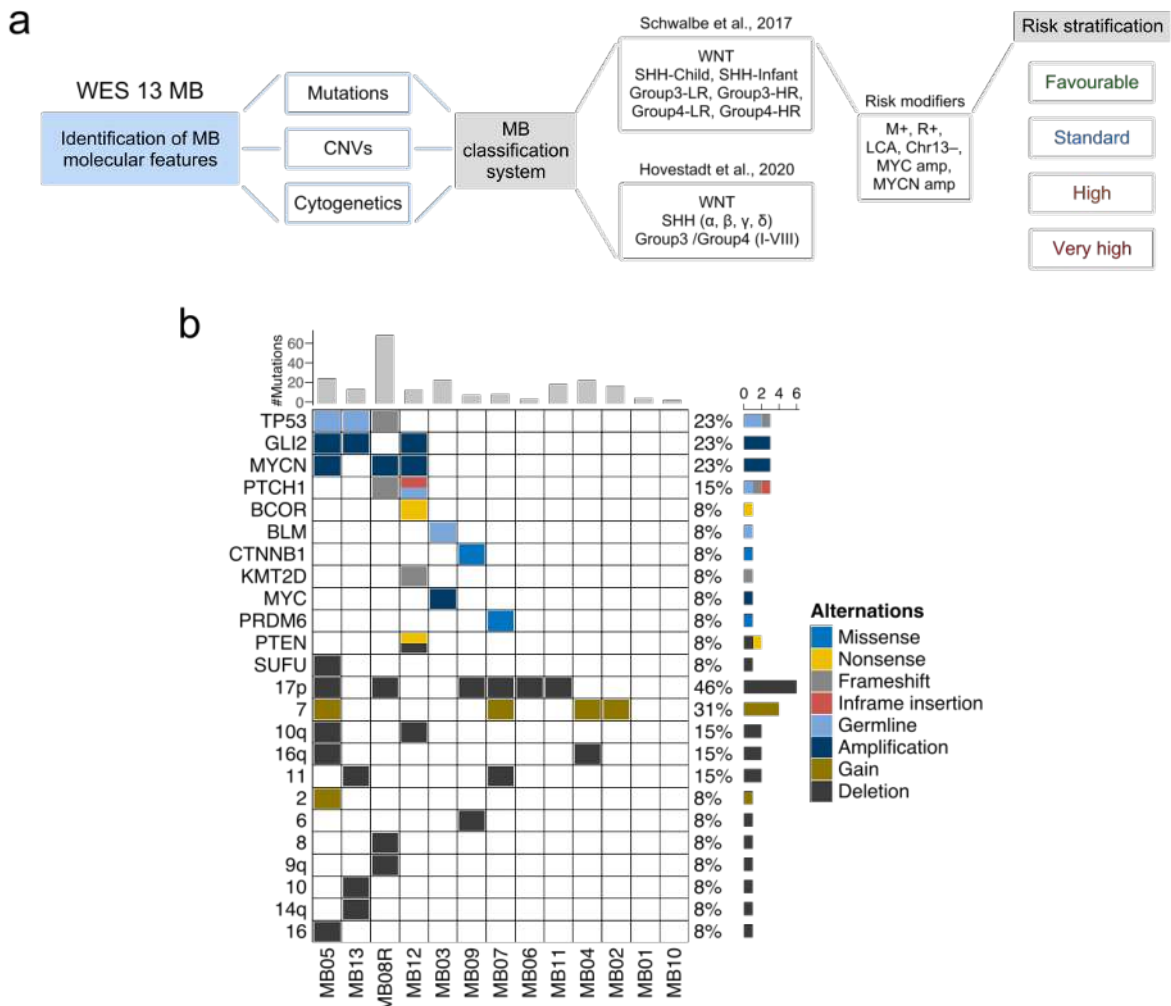 a
WES 13 MB
Identification of MB
molecular features
Mutations
CNVs
Cytogenetics
MB
classification
system
Schwalbe et al., 2017
WNT
SHH-Child, SHH-Infant
Group3-LR, Group3-HR,
Group4-LR, Group4-HR
Hovestadt et al., 2020
WNT
SHH (α, β, γ, δ)
Group3 /Group4 (I-VIII)
Risk modifiers
M+, R+,
LCA, Chr13–,
MYC amp,
MYCN amp
Risk stratification
Favourable
Standard
High
Very high
b
#Mutations
60
40
20
0
0 2 4 6
TP53 23%
GLI2 23%
MYCN 23%
PTCH1 15%
BCOR 8%
BLM 8%
CTNNB1 8%
KMT2D 8%
MYC 8%
PRDM6 8%
PTEN 8%
SUFU 8%
17p 46%
7 31%
10q 15%
16q 15%
11 15%
2 8%
6 8%
8 8%
9q 8%
10 8%
14q 8%
16 8%
MB05 MB13 MB08R MB12 MB03 MB09 MB07 MB06 MB11 MB04 MB02 MB01 MB10
Alternations
Missense
Nonsense
Frameshift
Inframe insertion
Germline
Amplification
Gain
Deletion